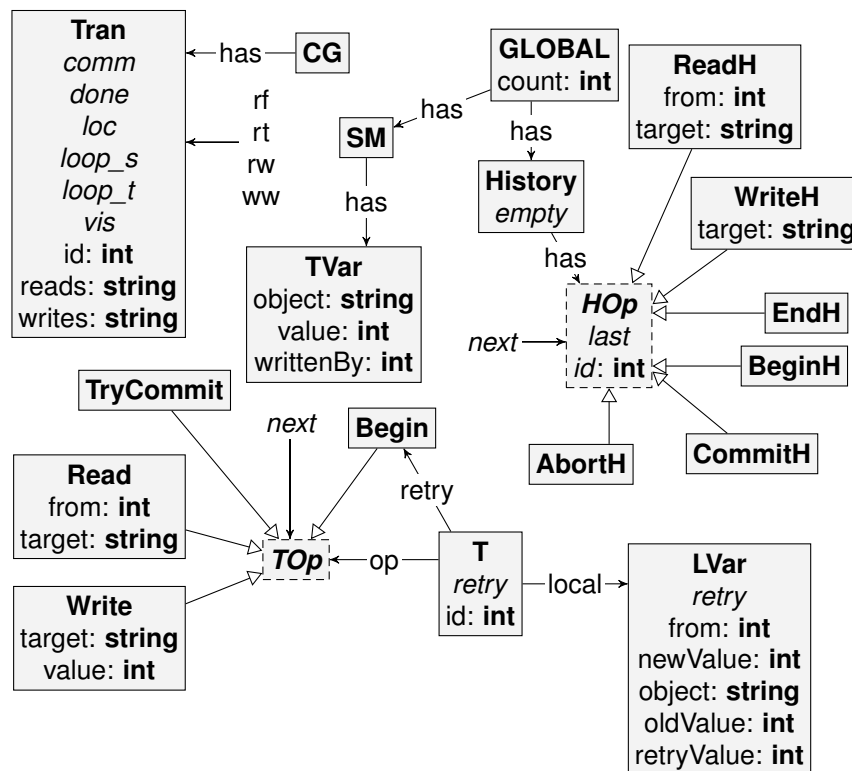 Tran
comm
done
loc
loop_s
loop_t
vis
id: int
reads: string
writes: string
has
CG
rf
rt
rw
ww
GLOBAL
count: int
has
has
SM
has
TVar
object: string
value: int
writtenBy: int
History
empty
has
ReadH
from: int
target: string
WriteH
target: string
HOp
last
id: int
next
EndH
BeginH
CommitH
AbortH
TryCommit
next
Begin
Read
from: int
target: string
retry
TOp
op
T
retry
id: int
local
Write
target: string
value: int
LVar
retry
from: int
newValue: int
object: string
oldValue: int
retryValue: int